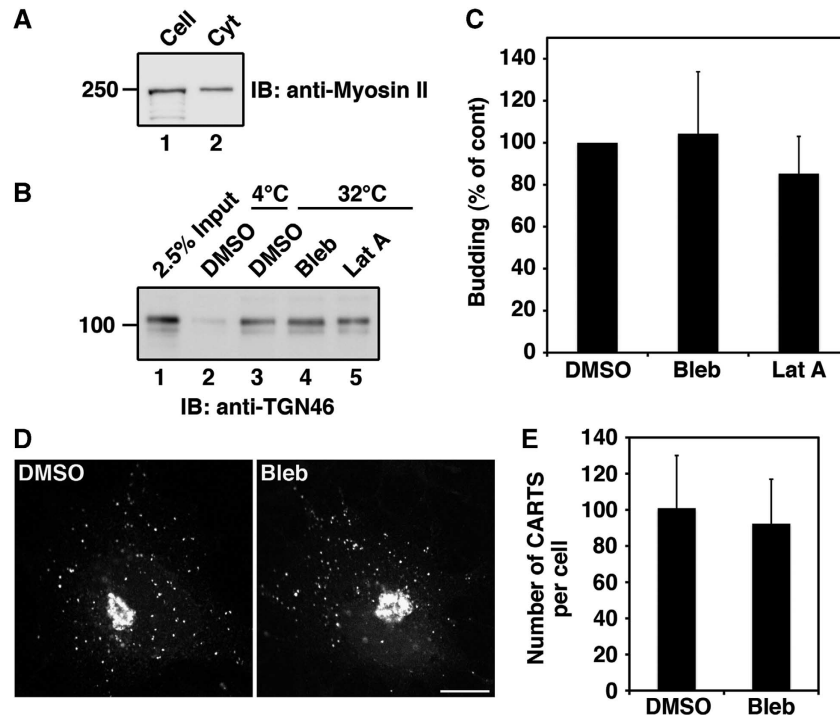 A
Cell Cyt
250
IB: anti-Myosin II
1 2
B
4°C 32°C
2.5% Input DMSO DMSO Bleb Lat A
100
1 2 3 4 5
IB: anti-TGN46
C
Budding (% of cont)
140
120
100
80
60
40
20
0
DMSO Bleb Lat A
D
DMSO Bleb
E
Number of CARTS
per cell
140
120
100
80
60
40
20
0
DMSO Bleb